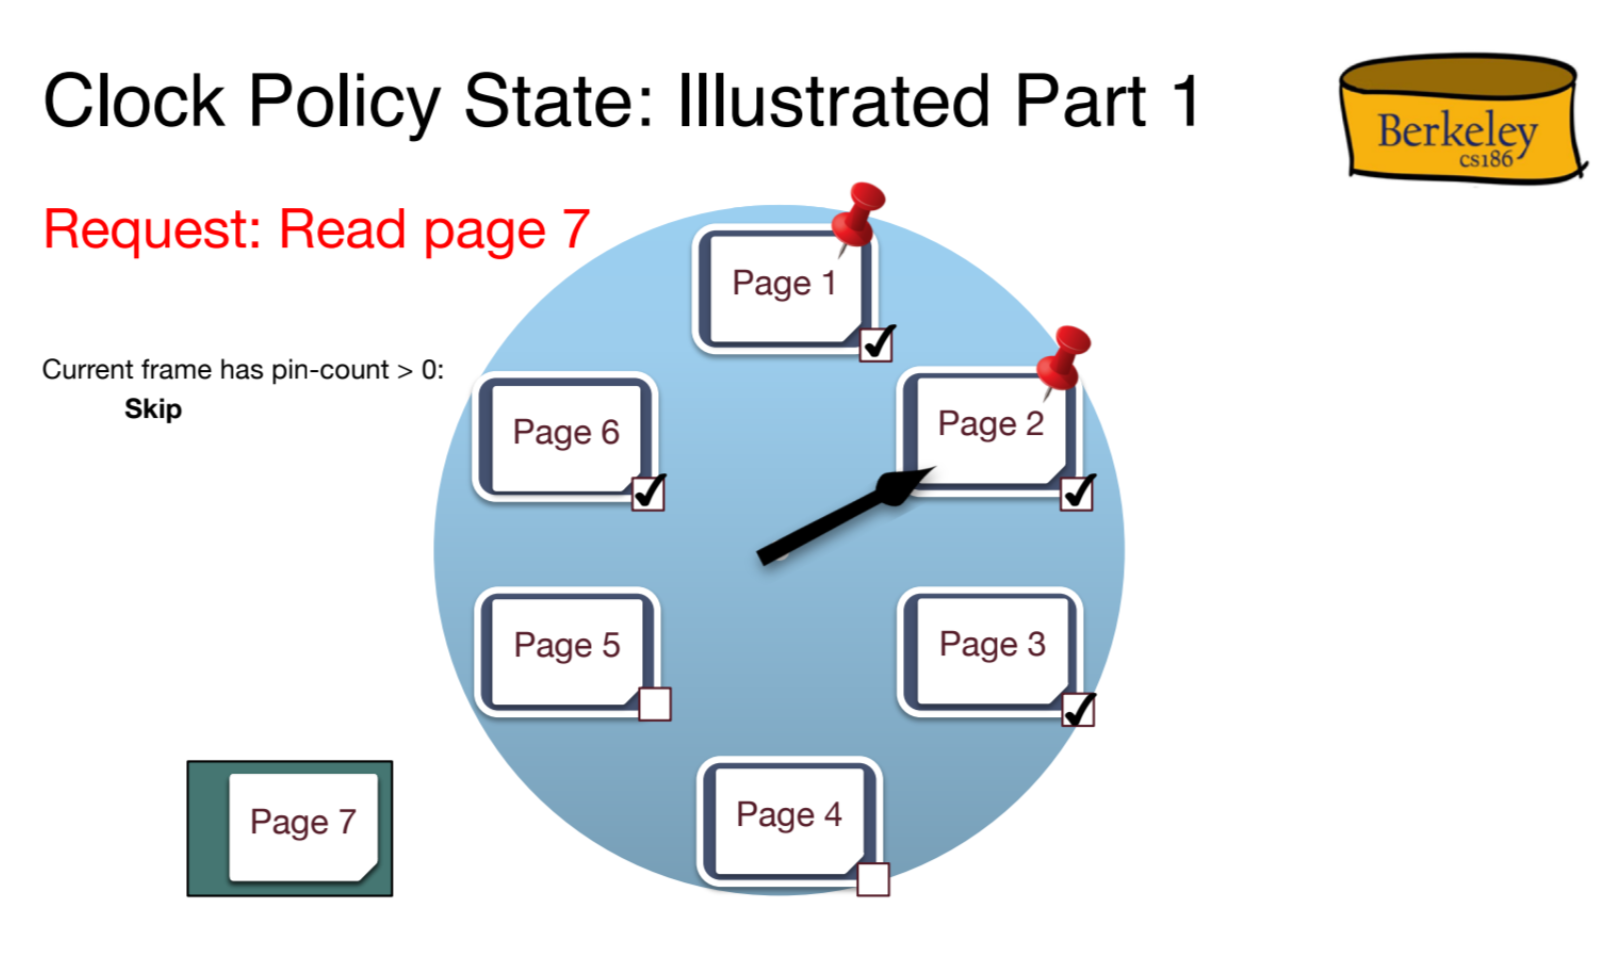 Clock Policy State: Illustrated Part 1
Berkeley
cs186
Request: Read page 7
Current frame has pin-count > 0:
Skip
Page 1
Page 2
Page 6
Page 5
Page 3
Page 4
Page 7